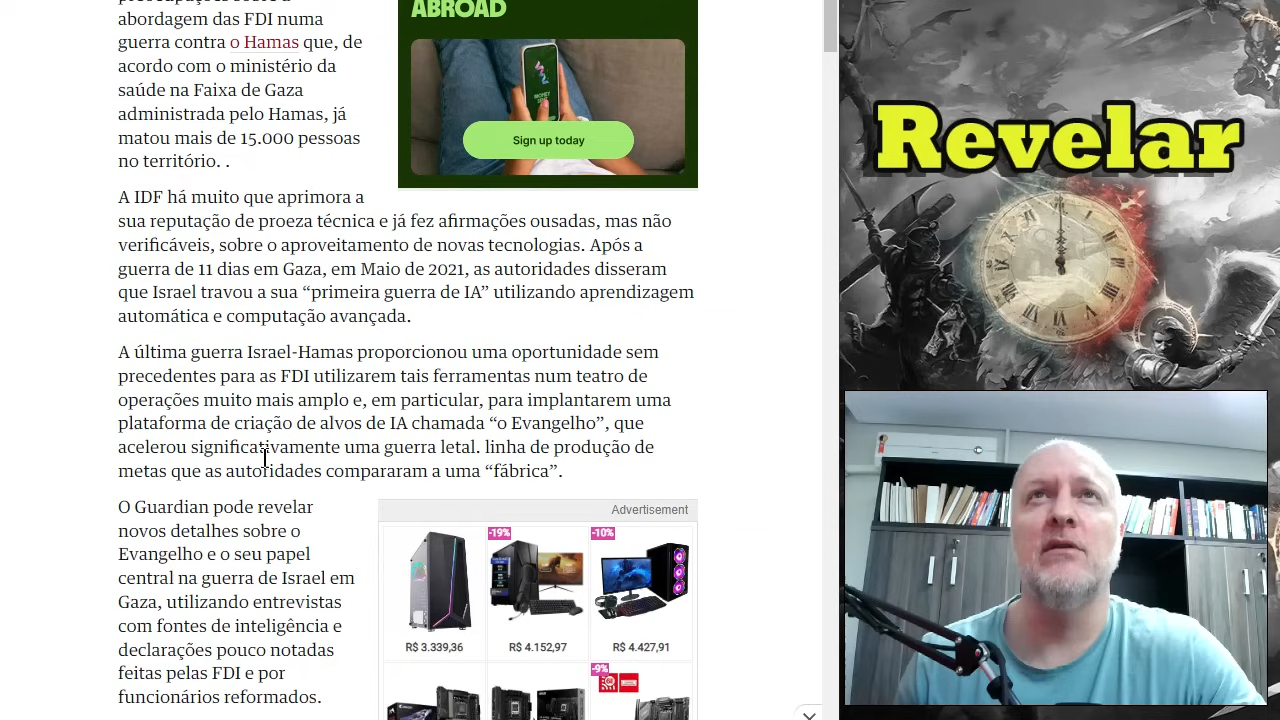 preocupações sobre a
abordagem das FDI numa
guerra contra o Hamas que, de
acordo com o ministério da
saúde na Faixa de Gaza
administrada pelo Hamas, já
matou mais de 15.000 pessoas
no território. .
ABROAD
Sign up today
A IDF há muito que aprimora a
sua reputação de proeza técnica e já fez afirmações ousadas, mas não
verificáveis, sobre o aproveitamento de novas tecnologias. Após a
guerra de 11 dias em Gaza, em Maio de 2021, as autoridades disseram
que Israel travou a sua “primeira guerra de IA” utilizando aprendizagem
automática e computação avançada.
A última guerra Israel-Hamas proporcionou uma oportunidade sem
precedentes para as FDI utilizarem tais ferramentas num teatro de
operações muito mais amplo e, em particular, para implantarem uma
plataforma de criação de alvos de IA chamada “o Evangelho”, que
acelerou significativamente uma guerra letal. linha de produção de
metas que as autoridades compararam a uma “fábrica”.
O Guardian pode revelar
novos detalhes sobre o
Evangelho e o seu papel
central na guerra de Israel em
Gaza, utilizando entrevistas
com fontes de inteligência e
declarações pouco notadas
feitas pelas FDI e por
funcionários reformados.
Advertisement
-19%
-10%
R$ 3.339,36
R$ 4.152,97
R$ 4.427,91
-9%
Revelar